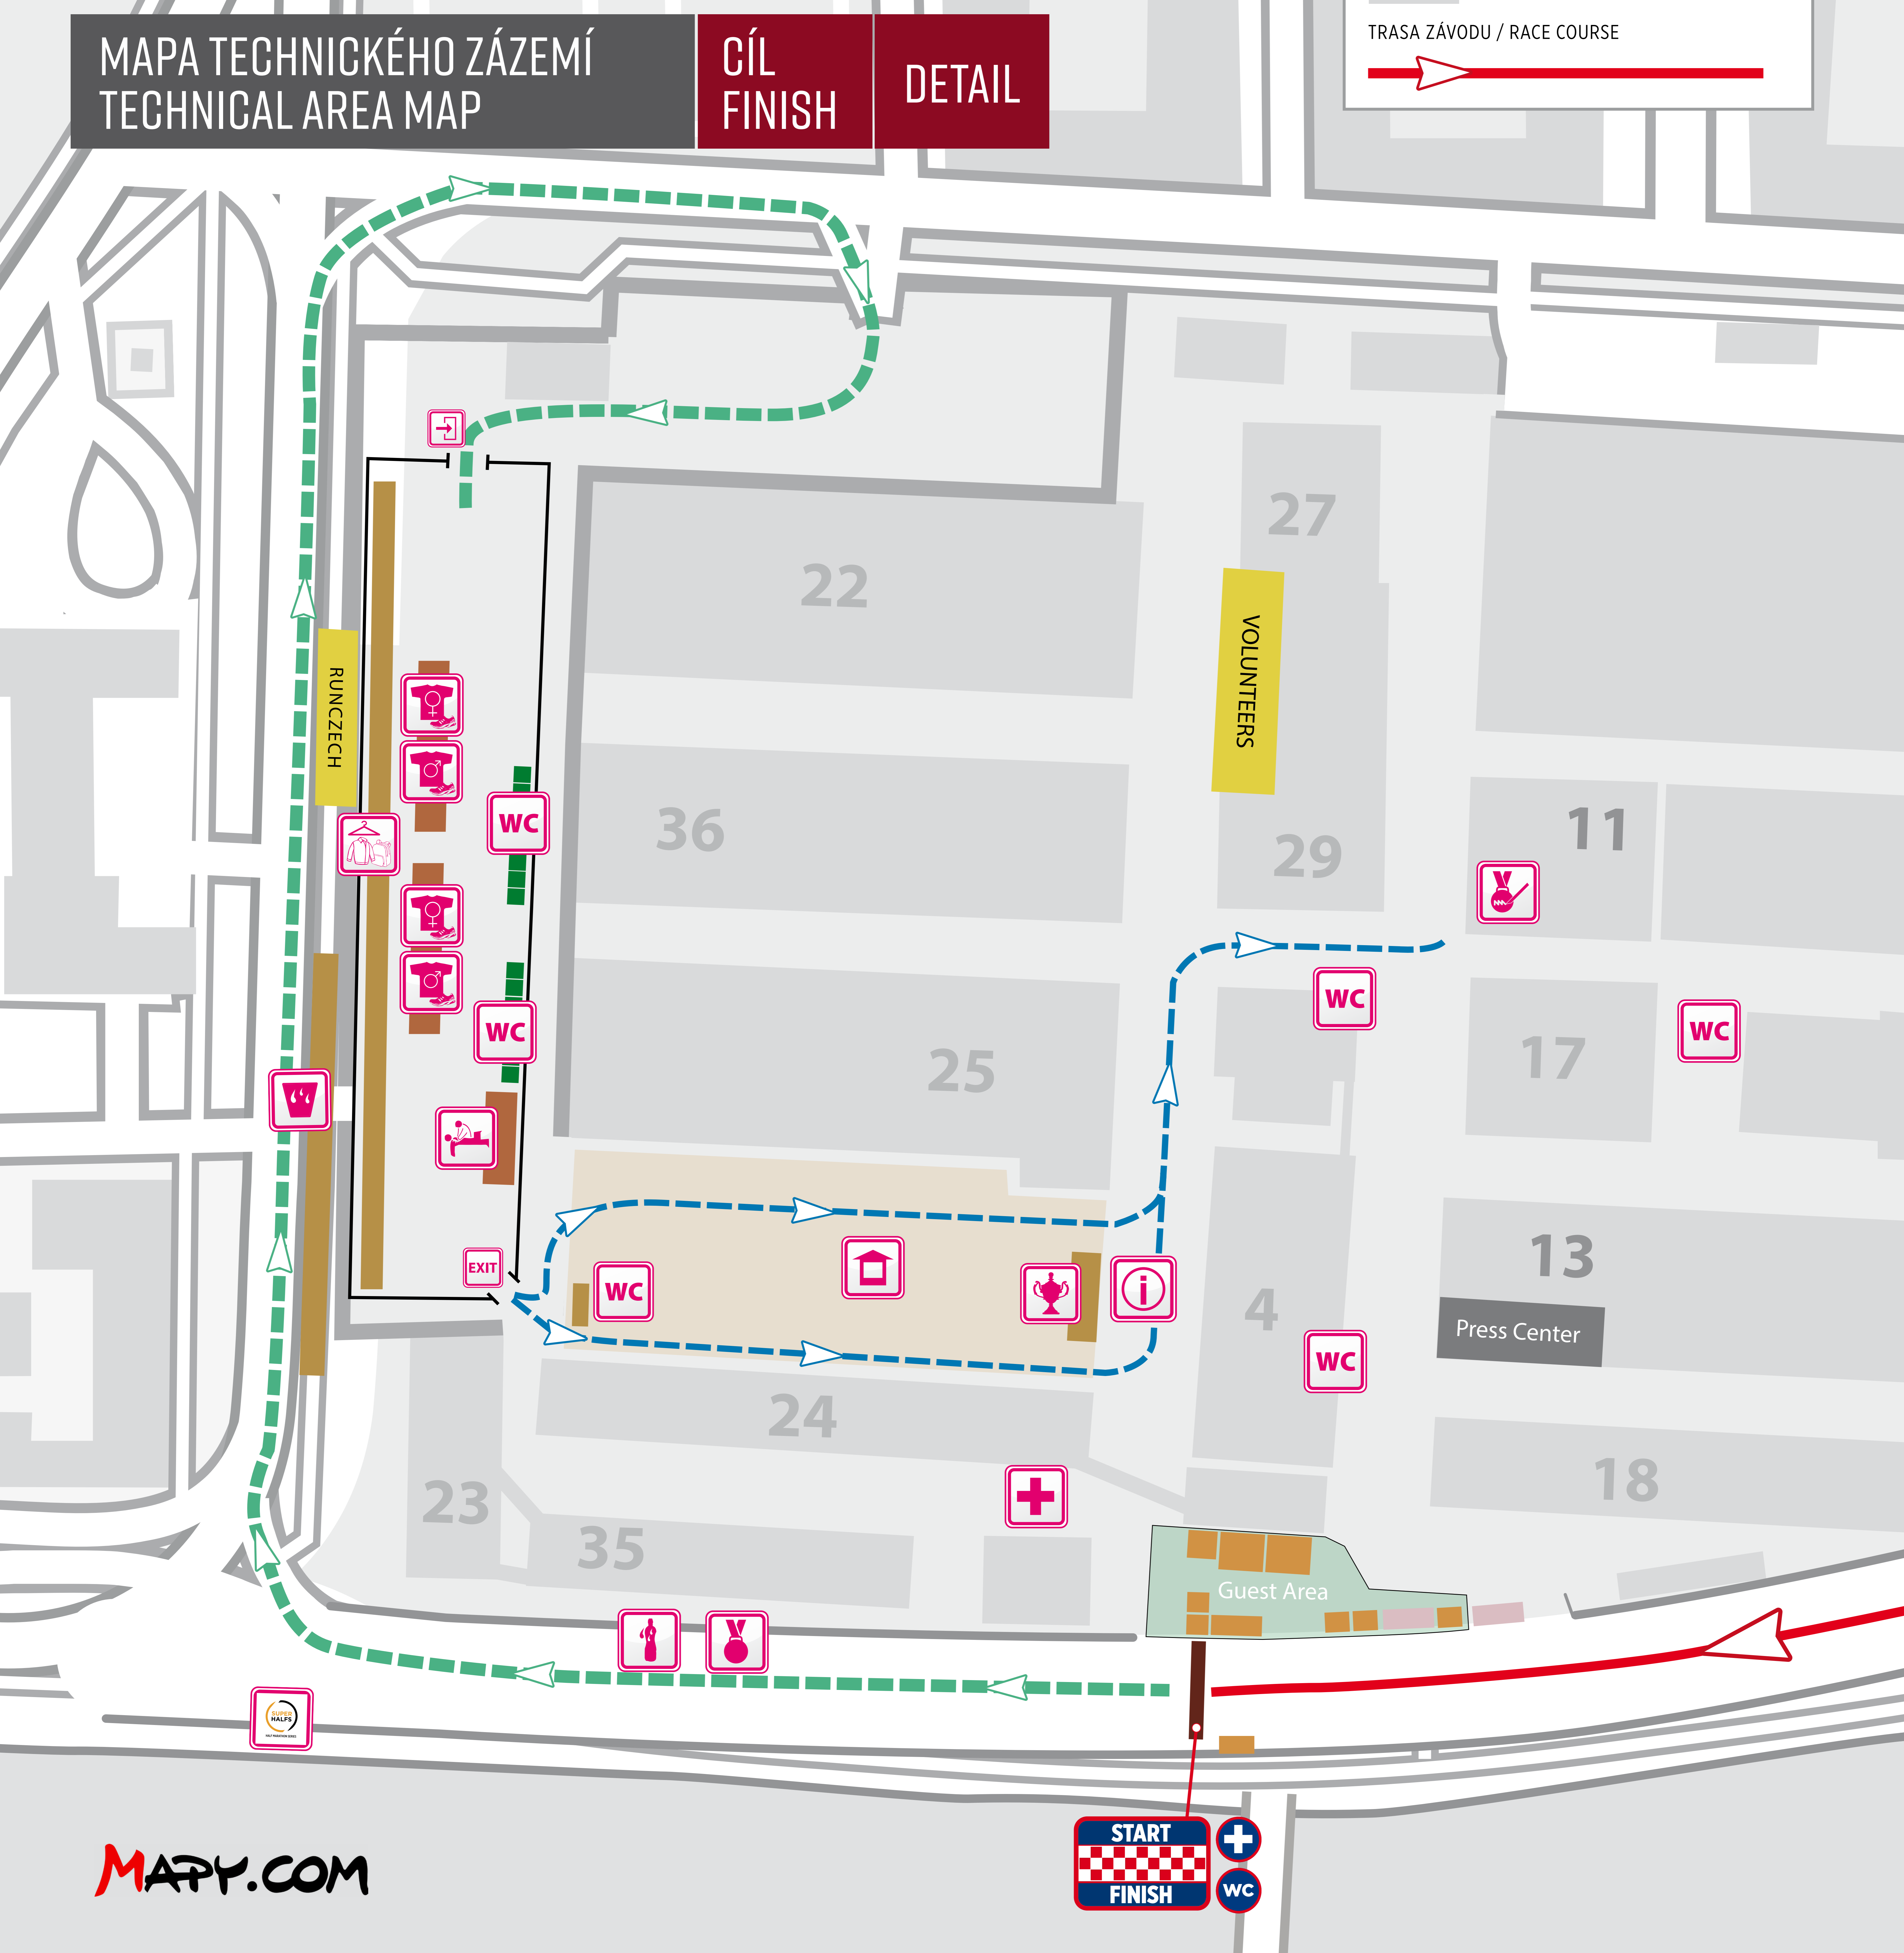 MAPA TECHNICKÉHO ZÁZEMÍ
TECHNICAL AREA MAP
CÍL
FINISH
DETAIL
TRASA ZÁVODU / RACE COURSE
27
22
VOLUNTEERS
RUNCZECH
WC
36
29
11
WC
WC
WC
25
17
EXIT
WC
4
13
Press Center
WC
24
23
35
18
Guest Area
SUPER
HALFS
START
FINISH
WC
MAPY.COM